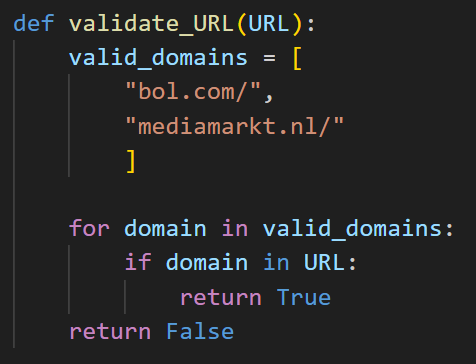 def validate_URL(URL):
    valid_domains = [
        "bol.com/",
        "mediamarkt.nl/"
        ]

    for domain in valid_domains:
        if domain in URL:
            return True
    return False